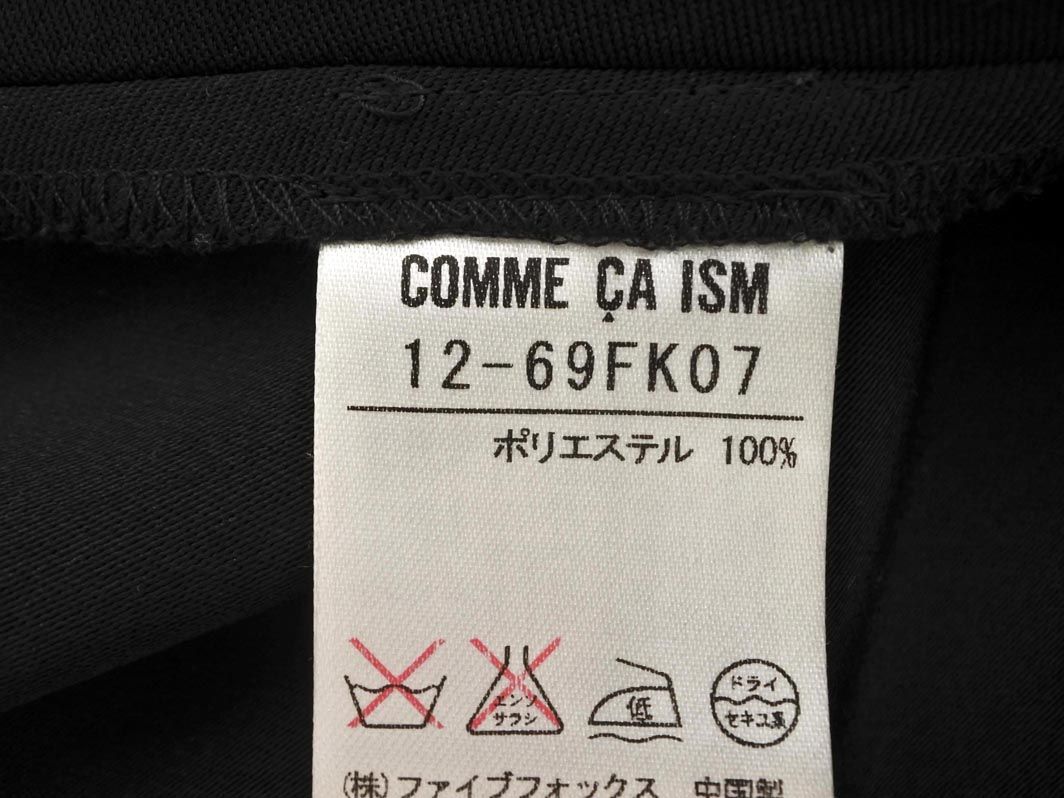 COMME ÇA ISM
12-69FK07
ポリエステル 100%
エンソ
サラシ
低
ドライ
セキユ系
(株)ファイブフォックス 中国製